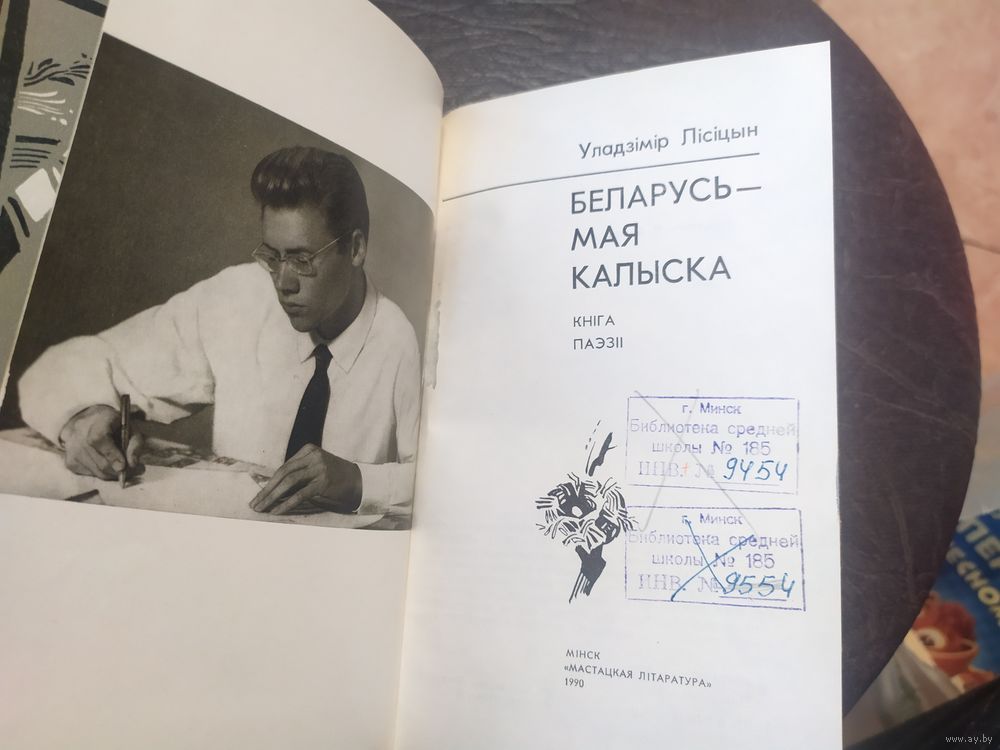 Уладзімір Лісіцын
БЕЛАРУСЬ—
МАЯ
КАЛЫСКА
КНІГА
ПАЭЗІІ
г. Минск
Библиотека средней
школы № 185
ИНВ. № 9454
г. Минск
Библиотека средней
школы № 185
ИНВ. № 9554
МІНСК
«МАСТАЦКАЯ ЛІТАРАТУРА»
1990
www.ay.by